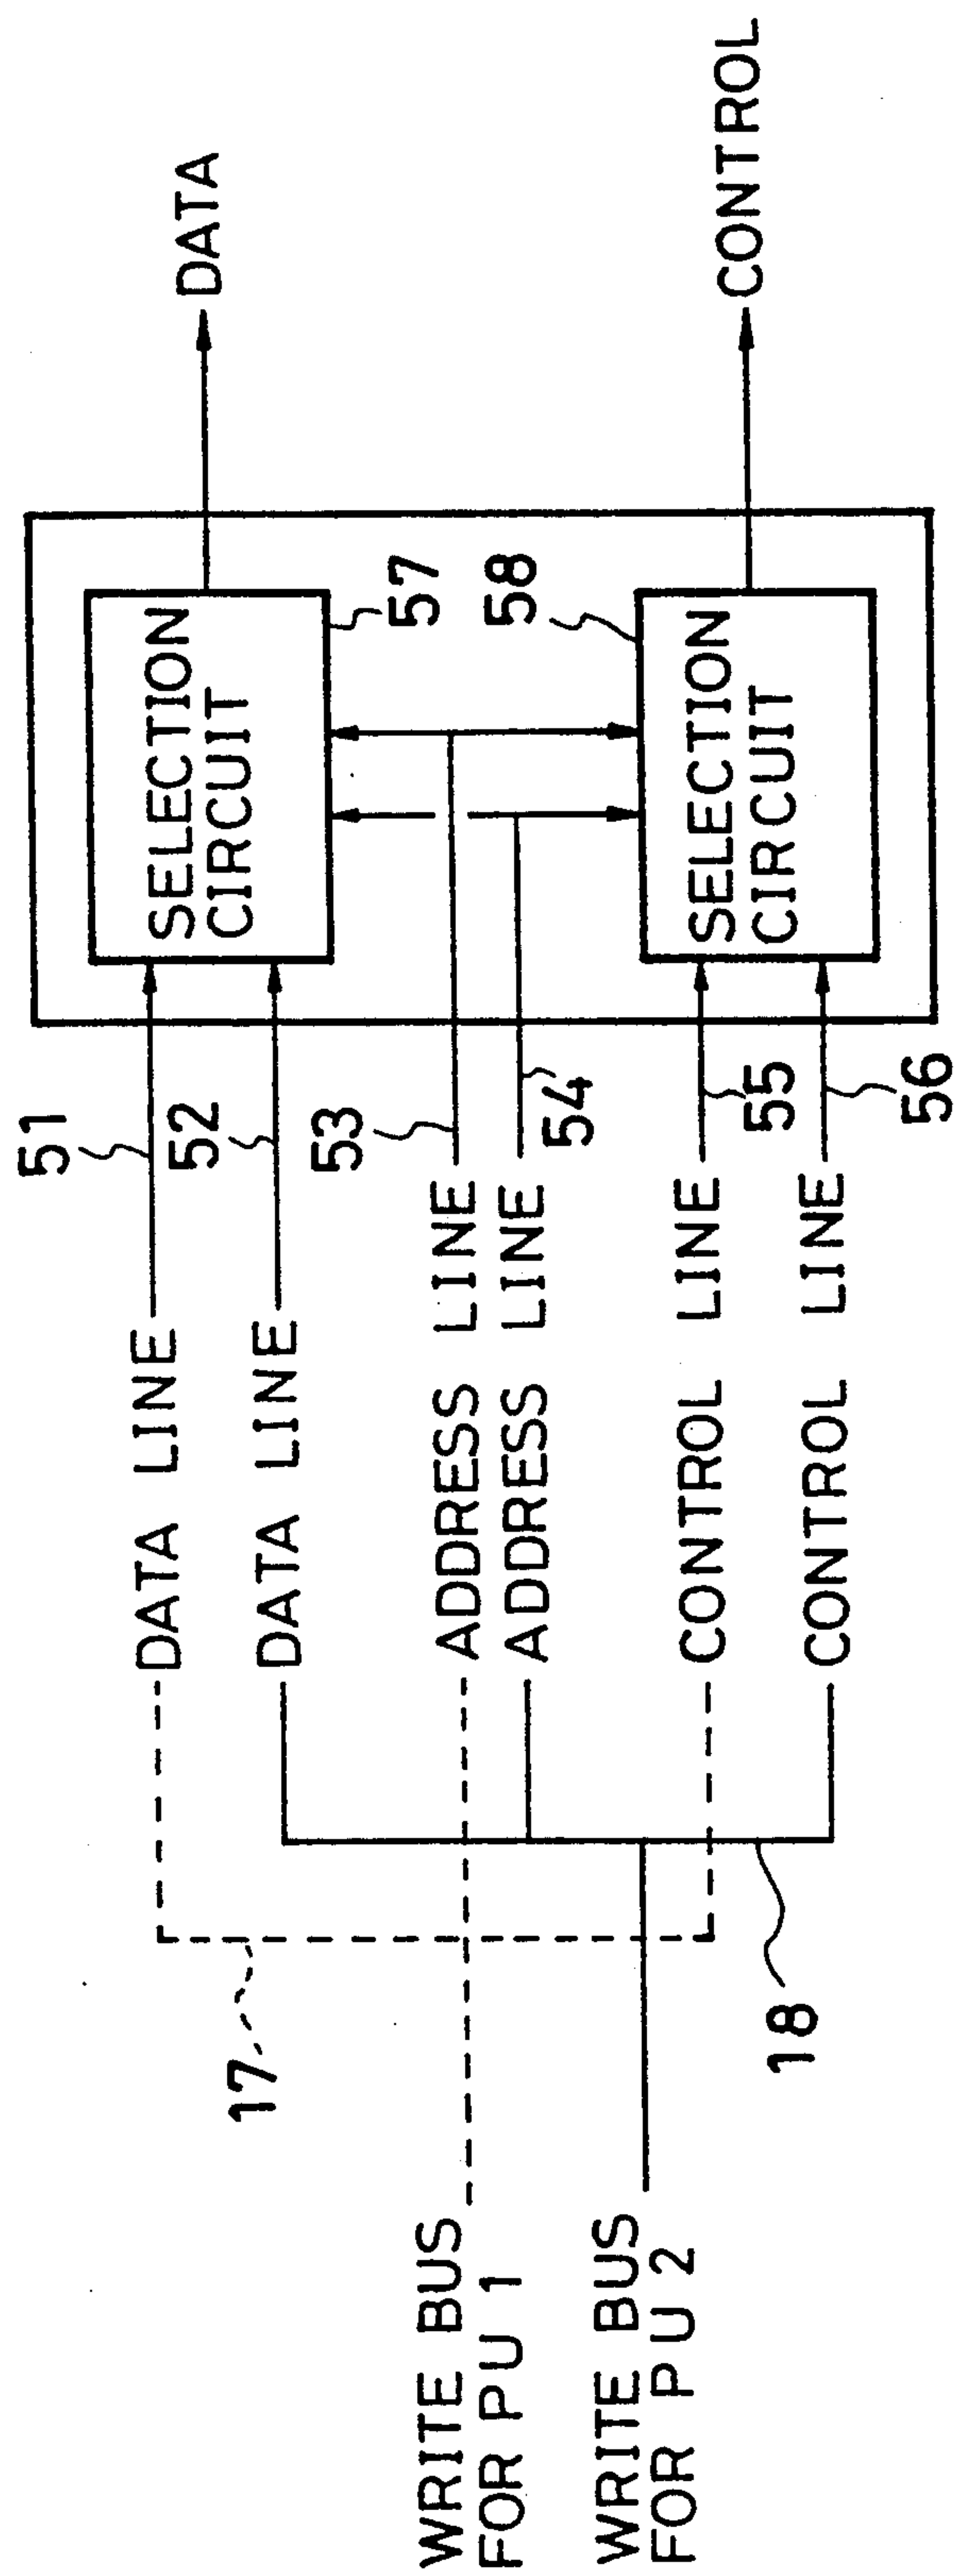 WRITE BUS
FOR PU 1
WRITE BUS
FOR PU 2
17
18
DATA LINE
DATA LINE
ADDRESS LINE
ADDRESS LINE
CONTROL LINE
CONTROL LINE
51
52
53
54
55
56
SELECTION
CIRCUIT
57
58
SELECTION
CIRCUIT
DATA
CONTROL